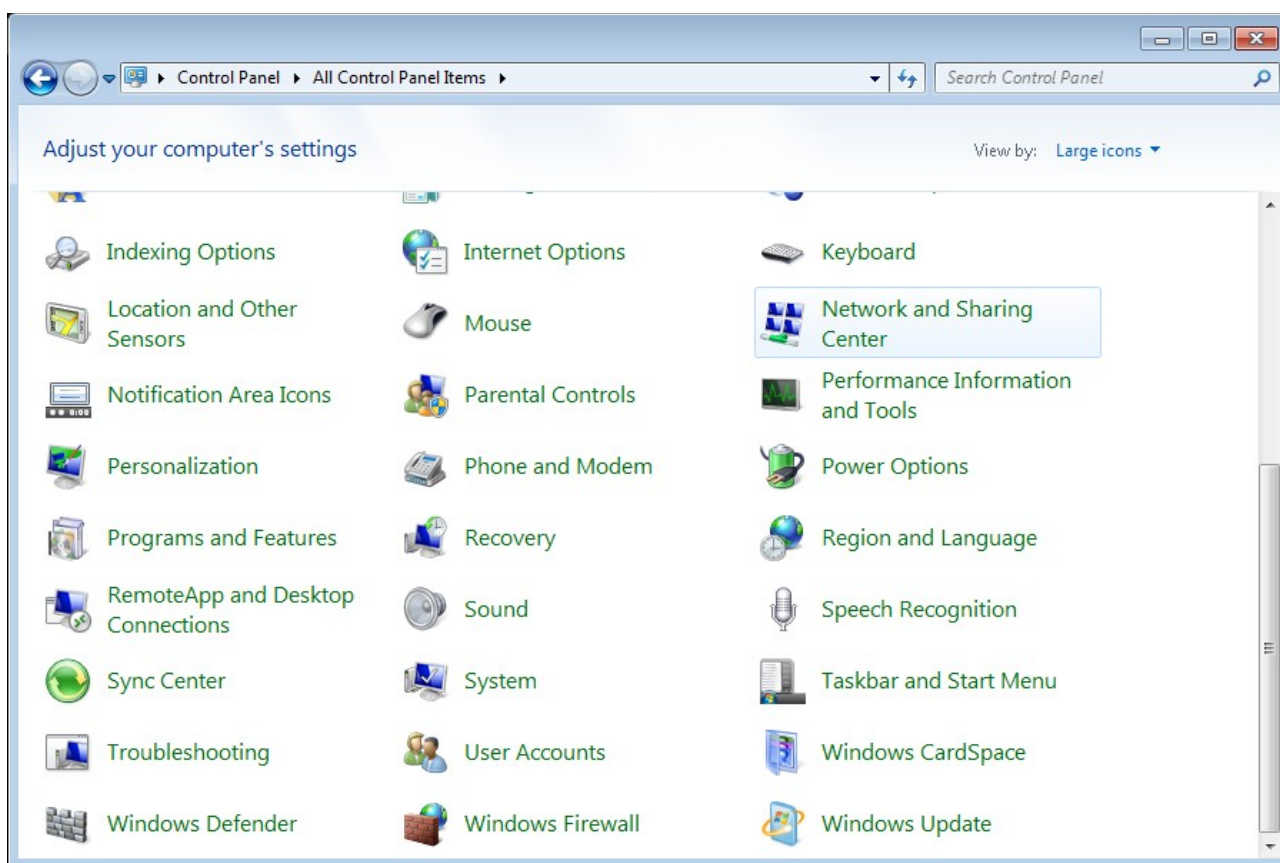 Control Panel All Control Panel Items
Search Control Panel
Adjust your computer's settings
View by: Large icons
Indexing Options
Internet Options
Keyboard
Location and Other
Sensors
Mouse
Network and Sharing
Center
Notification Area Icons
Parental Controls
Performance Information
and Tools
Personalization
Phone and Modem
Power Options
Programs and Features
Recovery
Region and Language
RemoteApp and Desktop
Connections
Sound
Speech Recognition
Sync Center
System
Taskbar and Start Menu
Troubleshooting
User Accounts
Windows CardSpace
Windows Defender
Windows Firewall
Windows Update